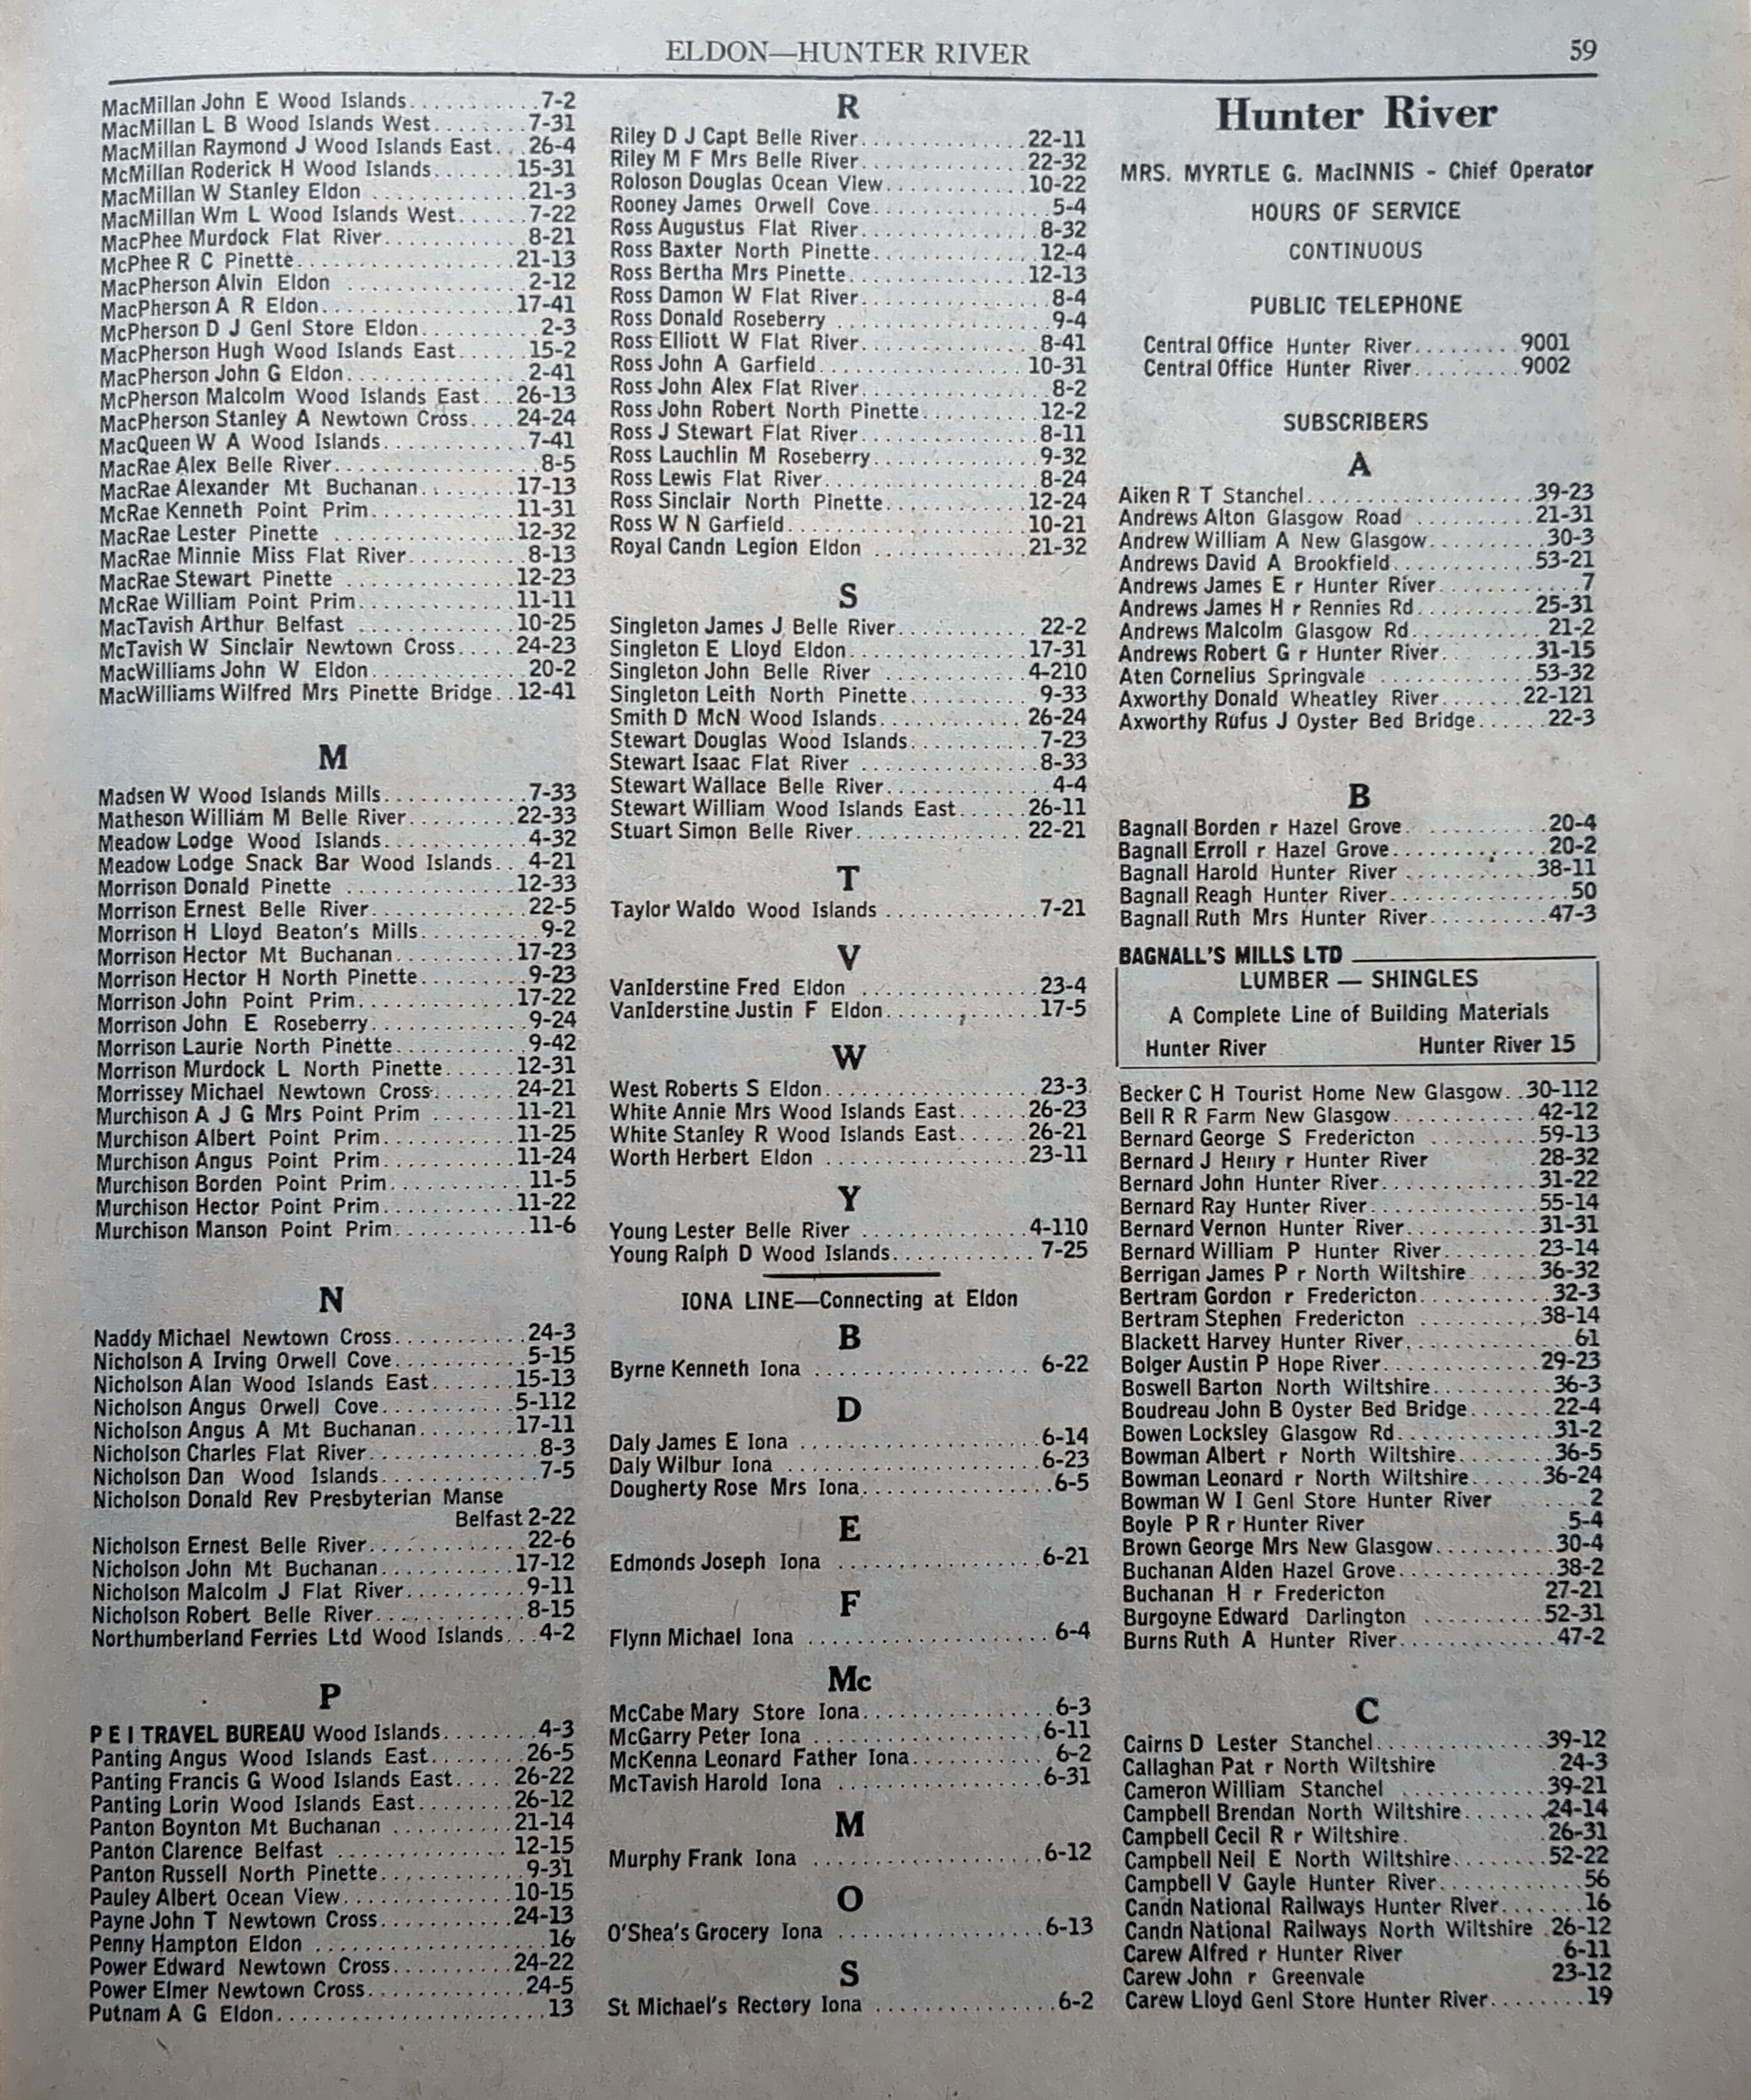 ELDON—HUNTER RIVER 59
MacMillan John E Wood Islands............7-2
MacMillan L B Wood Islands West........7-31
MacMillan Raymond J Wood Islands East...26-4
McMillan Roderick H Wood Islands.......15-31
MacMillan W Stanley Eldon .............21-3
MacMillan Wm L Wood Islands West......7-22
MacPhee Murdock Flat River............8-21
McPhee R C Pinette...................21-13
MacPherson Alvin Eldon ...............2-12
MacPherson A R Eldon.................17-41
McPherson D J Genl Store Eldon..........2-3
MacPherson Hugh Wood Islands East......15-2
MacPherson John G Eldon...............2-41
McPherson Malcolm Wood Islands East...26-13
MacPherson Stanley A Newtown Cross....24-24
MacQueen W A Wood Islands............7-41
MacRae Alex Belle River..................8-5
MacRae Alexander Mt Buchanan.........17-13
McRae Kenneth Point Prim.............11-31
MacRae Lester Pinette ...............12-32
MacRae Minnie Miss Flat River..........8-13
MacRae Stewart Pinette ..............12-23
McRae William Point Prim..............11-11
MacTavish Arthur Belfast .............10-25
McTavish W Sinclair Newtown Cross.....24-23
MacWilliams John W Eldon.............20-2
MacWilliams Wilfred Mrs Pinette Bridge..12-41
M
Madsen W Wood Islands Mills...........7-33
Matheson William M Belle River.........22-33
Meadow Lodge Wood Islands............4-32
Meadow Lodge Snack Bar Wood Islands...4-21
Morrison Donald Pinette ..............12-33
Morrison Ernest Belle River............22-5
Morrison H Lloyd Beaton's Mills..........9-2
Morrison Hector Mt Buchanan..........17-23
Morrison Hector H North Pinette.........9-23
Morrison John Point Prim.............17-22
Morrison John E Roseberry.............9-24
Morrison Laurie North Pinette...........9-42
Morrison Murdock L North Pinette......12-31
Morrissey Michael Newtown Cross.......24-21
Murchison A J G Mrs Point Prim .......11-21
Murchison Albert Point Prim...........11-25
Murchison Angus Point Prim...........11-24
Murchison Borden Point Prim...........11-5
Murchison Hector Point Prim...........11-22
Murchison Manson Point Prim...........11-6
N
Naddy Michael Newtown Cross...........24-3
Nicholson A Irving Orwell Cove...........5-15
Nicholson Alan Wood Islands East.......15-13
Nicholson Angus Orwell Cove...........5-112
Nicholson Angus A Mt Buchanan........17-11
Nicholson Charles Flat River..............8-3
Nicholson Dan Wood Islands.............7-5
Nicholson Donald Rev Presbyterian Manse
Belfast 2-22
Nicholson Ernest Belle River............22-6
Nicholson John Mt Buchanan...........17-12
Nicholson Malcolm J Flat River..........9-11
Nicholson Robert Belle River............8-15
Northumberland Ferries Ltd Wood Islands...4-2
P
P E I TRAVEL BUREAU Wood Islands........4-3
Panting Angus Wood Islands East........26-5
Panting Francis G Wood Islands East.....26-22
Panting Lorin Wood Islands East........26-12
Panton Boynton Mt Buchanan ..........21-14
Panton Clarence Belfast ..............12-15
Panton Russell North Pinette............9-31
Pauley Albert Ocean View.............10-15
Payne John T Newtown Cross..........24-13
Penny Hampton Eldon ...................16
Power Edward Newtown Cross..........24-22
Power Elmer Newtown Cross............24-5
Putnam A G Eldon......................13
R
Riley D J Capt Belle River..............22-11
Riley M F Mrs Belle River..............22-32
Roloson Douglas Ocean View............10-22
Rooney James Orwell Cove...............5-4
Ross Augustus Flat River...............8-32
Ross Baxter North Pinette..............12-4
Ross Bertha Mrs Pinette...............12-13
Ross Damon W Flat River................8-4
Ross Donald Roseberry ..................9-4
Ross Elliott W Flat River...............8-41
Ross John A Garfield.................10-31
Ross John Alex Flat River................8-2
Ross John Robert North Pinette..........12-2
Ross J Stewart Flat River...............8-11
Ross Lauchlin M Roseberry..............9-32
Ross Lewis Flat River..................8-24
Ross Sinclair North Pinette............12-24
Ross W N Garfield....................10-21
Royal Candn Legion Eldon .............21-32
S
Singleton James J Belle River...........22-2
Singleton E Lloyd Eldon...............17-31
Singleton John Belle River .............4-210
Singleton Leith North Pinette...........9-33
Smith D McN Wood Islands.............26-24
Stewart Douglas Wood Islands...........7-23
Stewart Isaac Flat River ..............8-33
Stewart Wallace Belle River..............4-4
Stewart William Wood Islands East......26-11
Stuart Simon Belle River..............22-21
T
Taylor Waldo Wood Islands ............7-21
V
VanIderstine Fred Eldon ..............23-4
VanIderstine Justin F Eldon............17-5
W
West Roberts S Eldon.................23-3
White Annie Mrs Wood Islands East......26-23
White Stanley R Wood Islands East......26-21
Worth Herbert Eldon .................23-11
Y
Young Lester Belle River ..............4-110
Young Ralph D Wood Islands............7-25
IONA LINE—Connecting at Eldon
B
Byrne Kenneth Iona ..................6-22
D
Daly James E Iona ...................6-14
Daly Wilbur Iona ....................6-23
Dougherty Rose Mrs Iona................6-5
E
Edmonds Joseph Iona .................6-21
F
Flynn Michael Iona ....................6-4
Mc
McCabe Mary Store Iona................6-3
McGarry Peter Iona ..................6-11
McKenna Leonard Father Iona............6-2
McTavish Harold Iona .................6-31
M
Murphy Frank Iona ...................6-12
O
O'Shea's Grocery Iona .................6-13
S
St Michael's Rectory Iona ...............6-2
Hunter River
MRS. MYRTLE G. MacINNIS - Chief Operator
HOURS OF SERVICE
CONTINUOUS
PUBLIC TELEPHONE
Central Office Hunter River.........9001
Central Office Hunter River.........9002
SUBSCRIBERS
A
Aiken R T Stanchel...................39-23
Andrews Alton Glasgow Road ..........21-31
Andrew William A New Glasgow..........30-3
Andrews David A Brookfield............53-21
Andrews James E r Hunter River..........7
Andrews James H r Rennies Rd..........25-31
Andrews Malcolm Glasgow Rd...........21-2
Andrews Robert G r Hunter River........31-15
Aten Cornelius Springvale .............53-32
Axworthy Donald Wheatley River.......22-121
Axworthy Rufus J Oyster Bed Bridge......22-3
B
Bagnall Borden r Hazel Grove...........20-4
Bagnall Erroll r Hazel Grove.............20-2
Bagnall Harold Hunter River ...........38-11
Bagnall Reagh Hunter River...............50
Bagnall Ruth Mrs Hunter River..........47-3
BAGNALL'S MILLS LTD
LUMBER — SHINGLES
A Complete Line of Building Materials
Hunter River Hunter River 15
Becker C H Tourist Home New Glasgow..30-112
Bell R R Farm New Glasgow............42-12
Bernard George S Fredericton .........59-13
Bernard J Henry r Hunter River .28-32
Bernard John Hunter River.............31-22
Bernard Ray Hunter River..............55-14
Bernard Vernon Hunter River...........31-31
Bernard William P Hunter River........23-14
Berrigan James P r North Wiltshire......36-32
Bertram Gordon r Fredericton...........32-3
Bertram Stephen Fredericton ..........38-14
Blackett Harvey Hunter River..............61
Bolger Austin P Hope River............29-23
Boswell Barton North Wiltshire..........36-3
Boudreau John B Oyster Bed Bridge.......22-4
Bowen Locksley Glasgow Rd.............31-2
Bowman Albert r North Wiltshire........36-5
Bowman Leonard r North Wiltshire......36-24
Bowman W I Genl Store Hunter River .....2
Boyle P R r Hunter River 5-4
Brown George Mrs New Glasgow..........30-4
Buchanan Alden Hazel Grove............38-2
Buchanan H r Fredericton 27-21
Burgoyne Edward Darlington ..........52-31
Burns Ruth A Hunter River.............47-2
C
Cairns D Lester Stanchel..............39-12
Callaghan Pat r North Wiltshire .24-3
Cameron William Stanchel ............39-21
Campbell Brendan North Wiltshire.......24-14
Campbell Cecil R r Wiltshire. .26-31
Campbell Neil E North Wiltshire........52-22
Campbell V Gayle Hunter River............56
Candn National Railways Hunter River.......16
Candn National Railways North Wiltshire .26-12
Carew Alfred r Hunter River 6-11
Carew John r Greenvale 23-12
Carew Lloyd Genl Store Hunter River........19